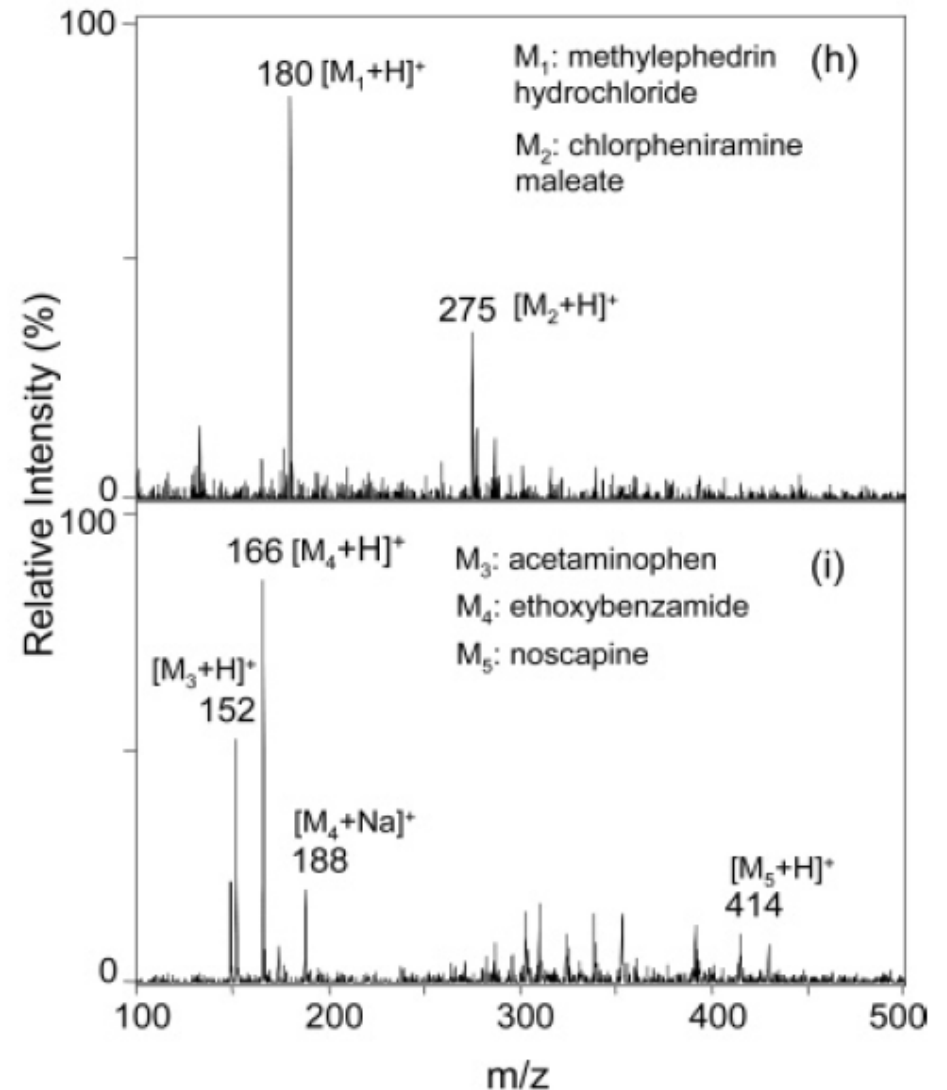 100
180 [M₁+H]⁺
M₁: methylephedrin
hydrochloride
(h)
M₂: chlorpheniramine
maleate
275 [M₂+H]⁺
0
Relative Intensity (%)
100
166 [M₄+H]⁺
M₃: acetaminophen
(i)
M₄: ethoxybenzamide
M₅: noscapine
[M₃+H]⁺
152
[M₄+Na]⁺
188
[M₅+H]⁺
414
0
100 200 300 400 500
m/z